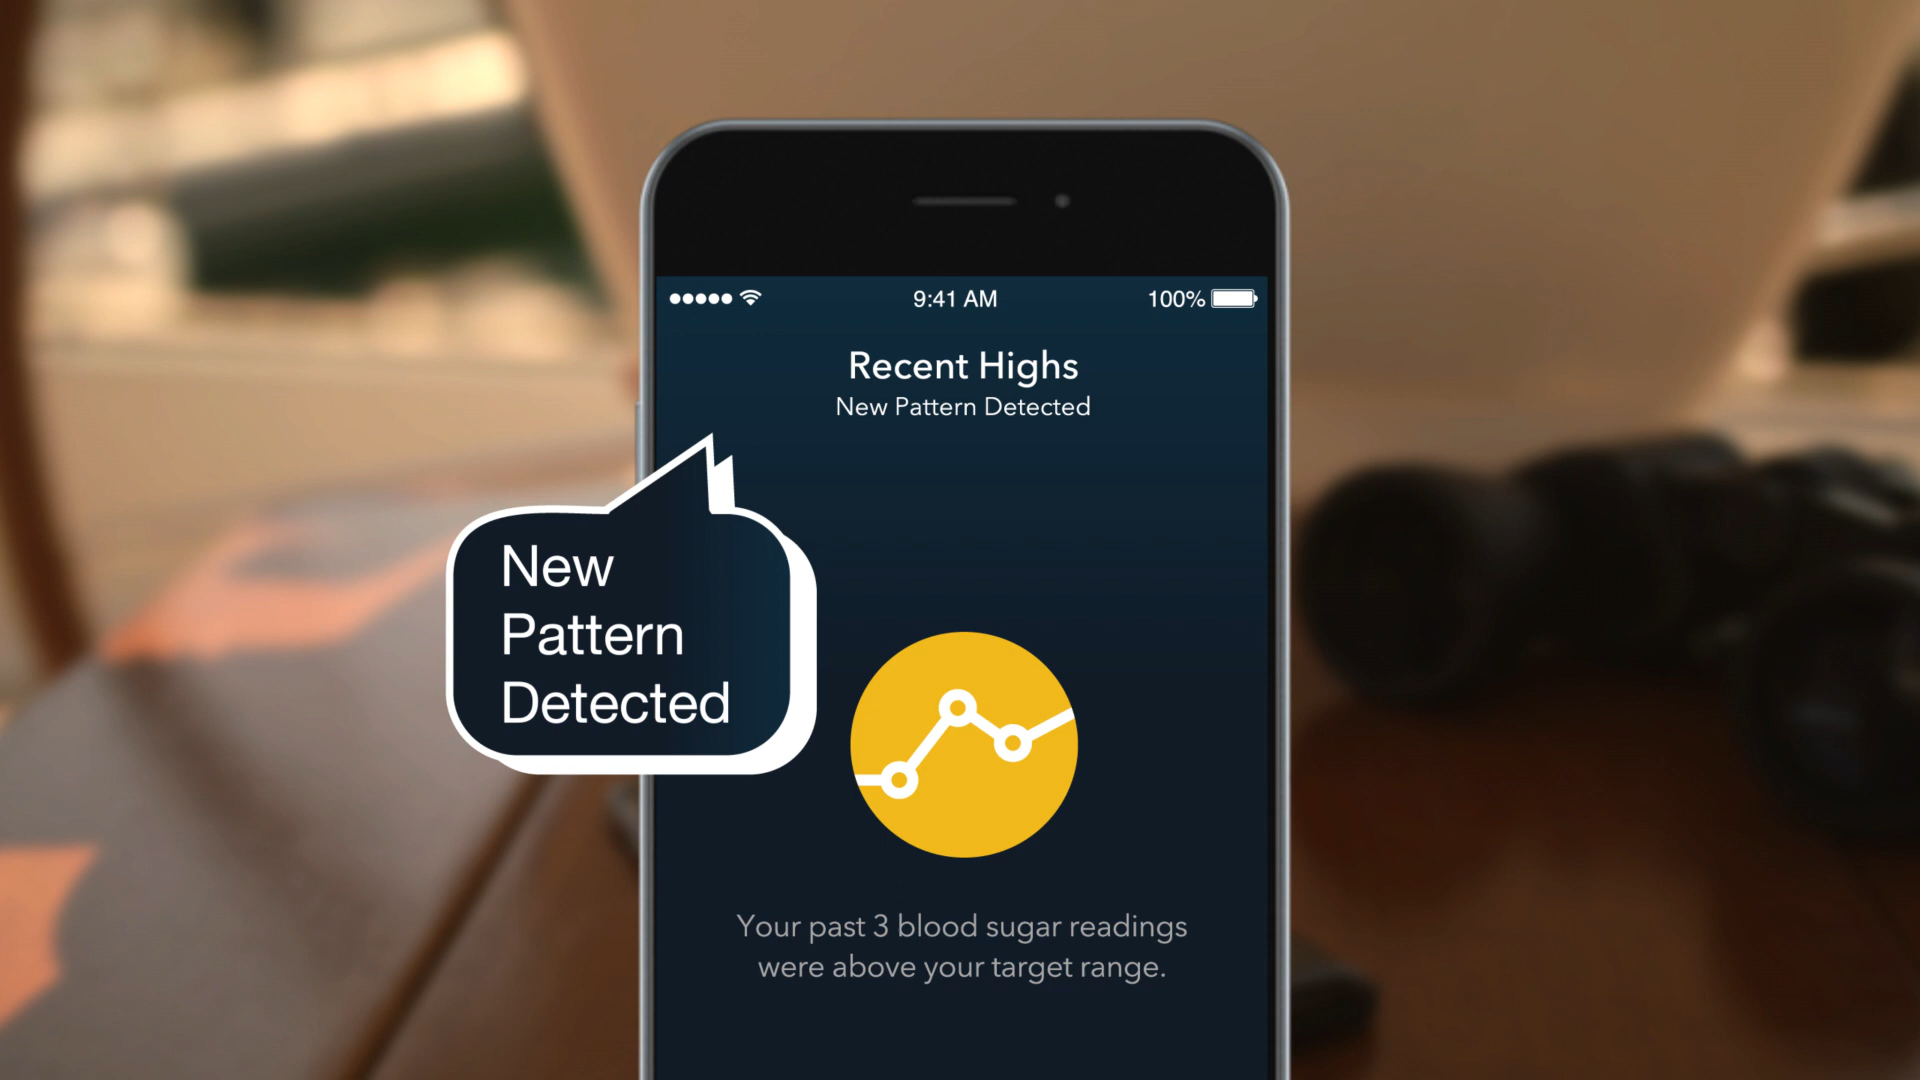 9:41 AM
100%
Recent Highs
New Pattern Detected
New
Pattern
Detected
Your past 3 blood sugar readings
were above your target range.